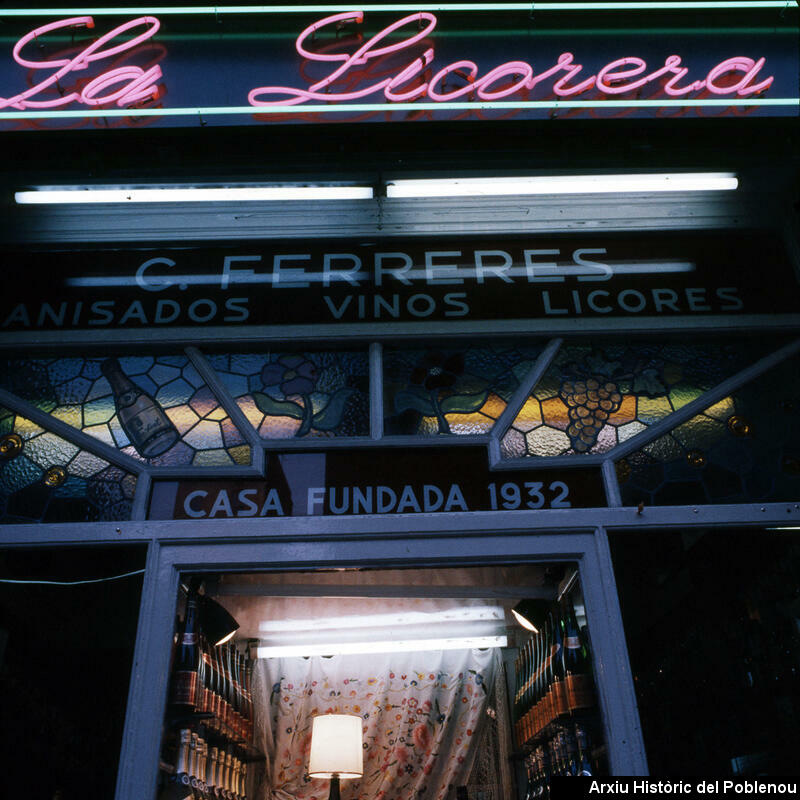 La Licorera
C. FERRERES
ANISADOS VINOS LICORES
CASA FUNDADA 1932
Arxiu Històric del Poblenou